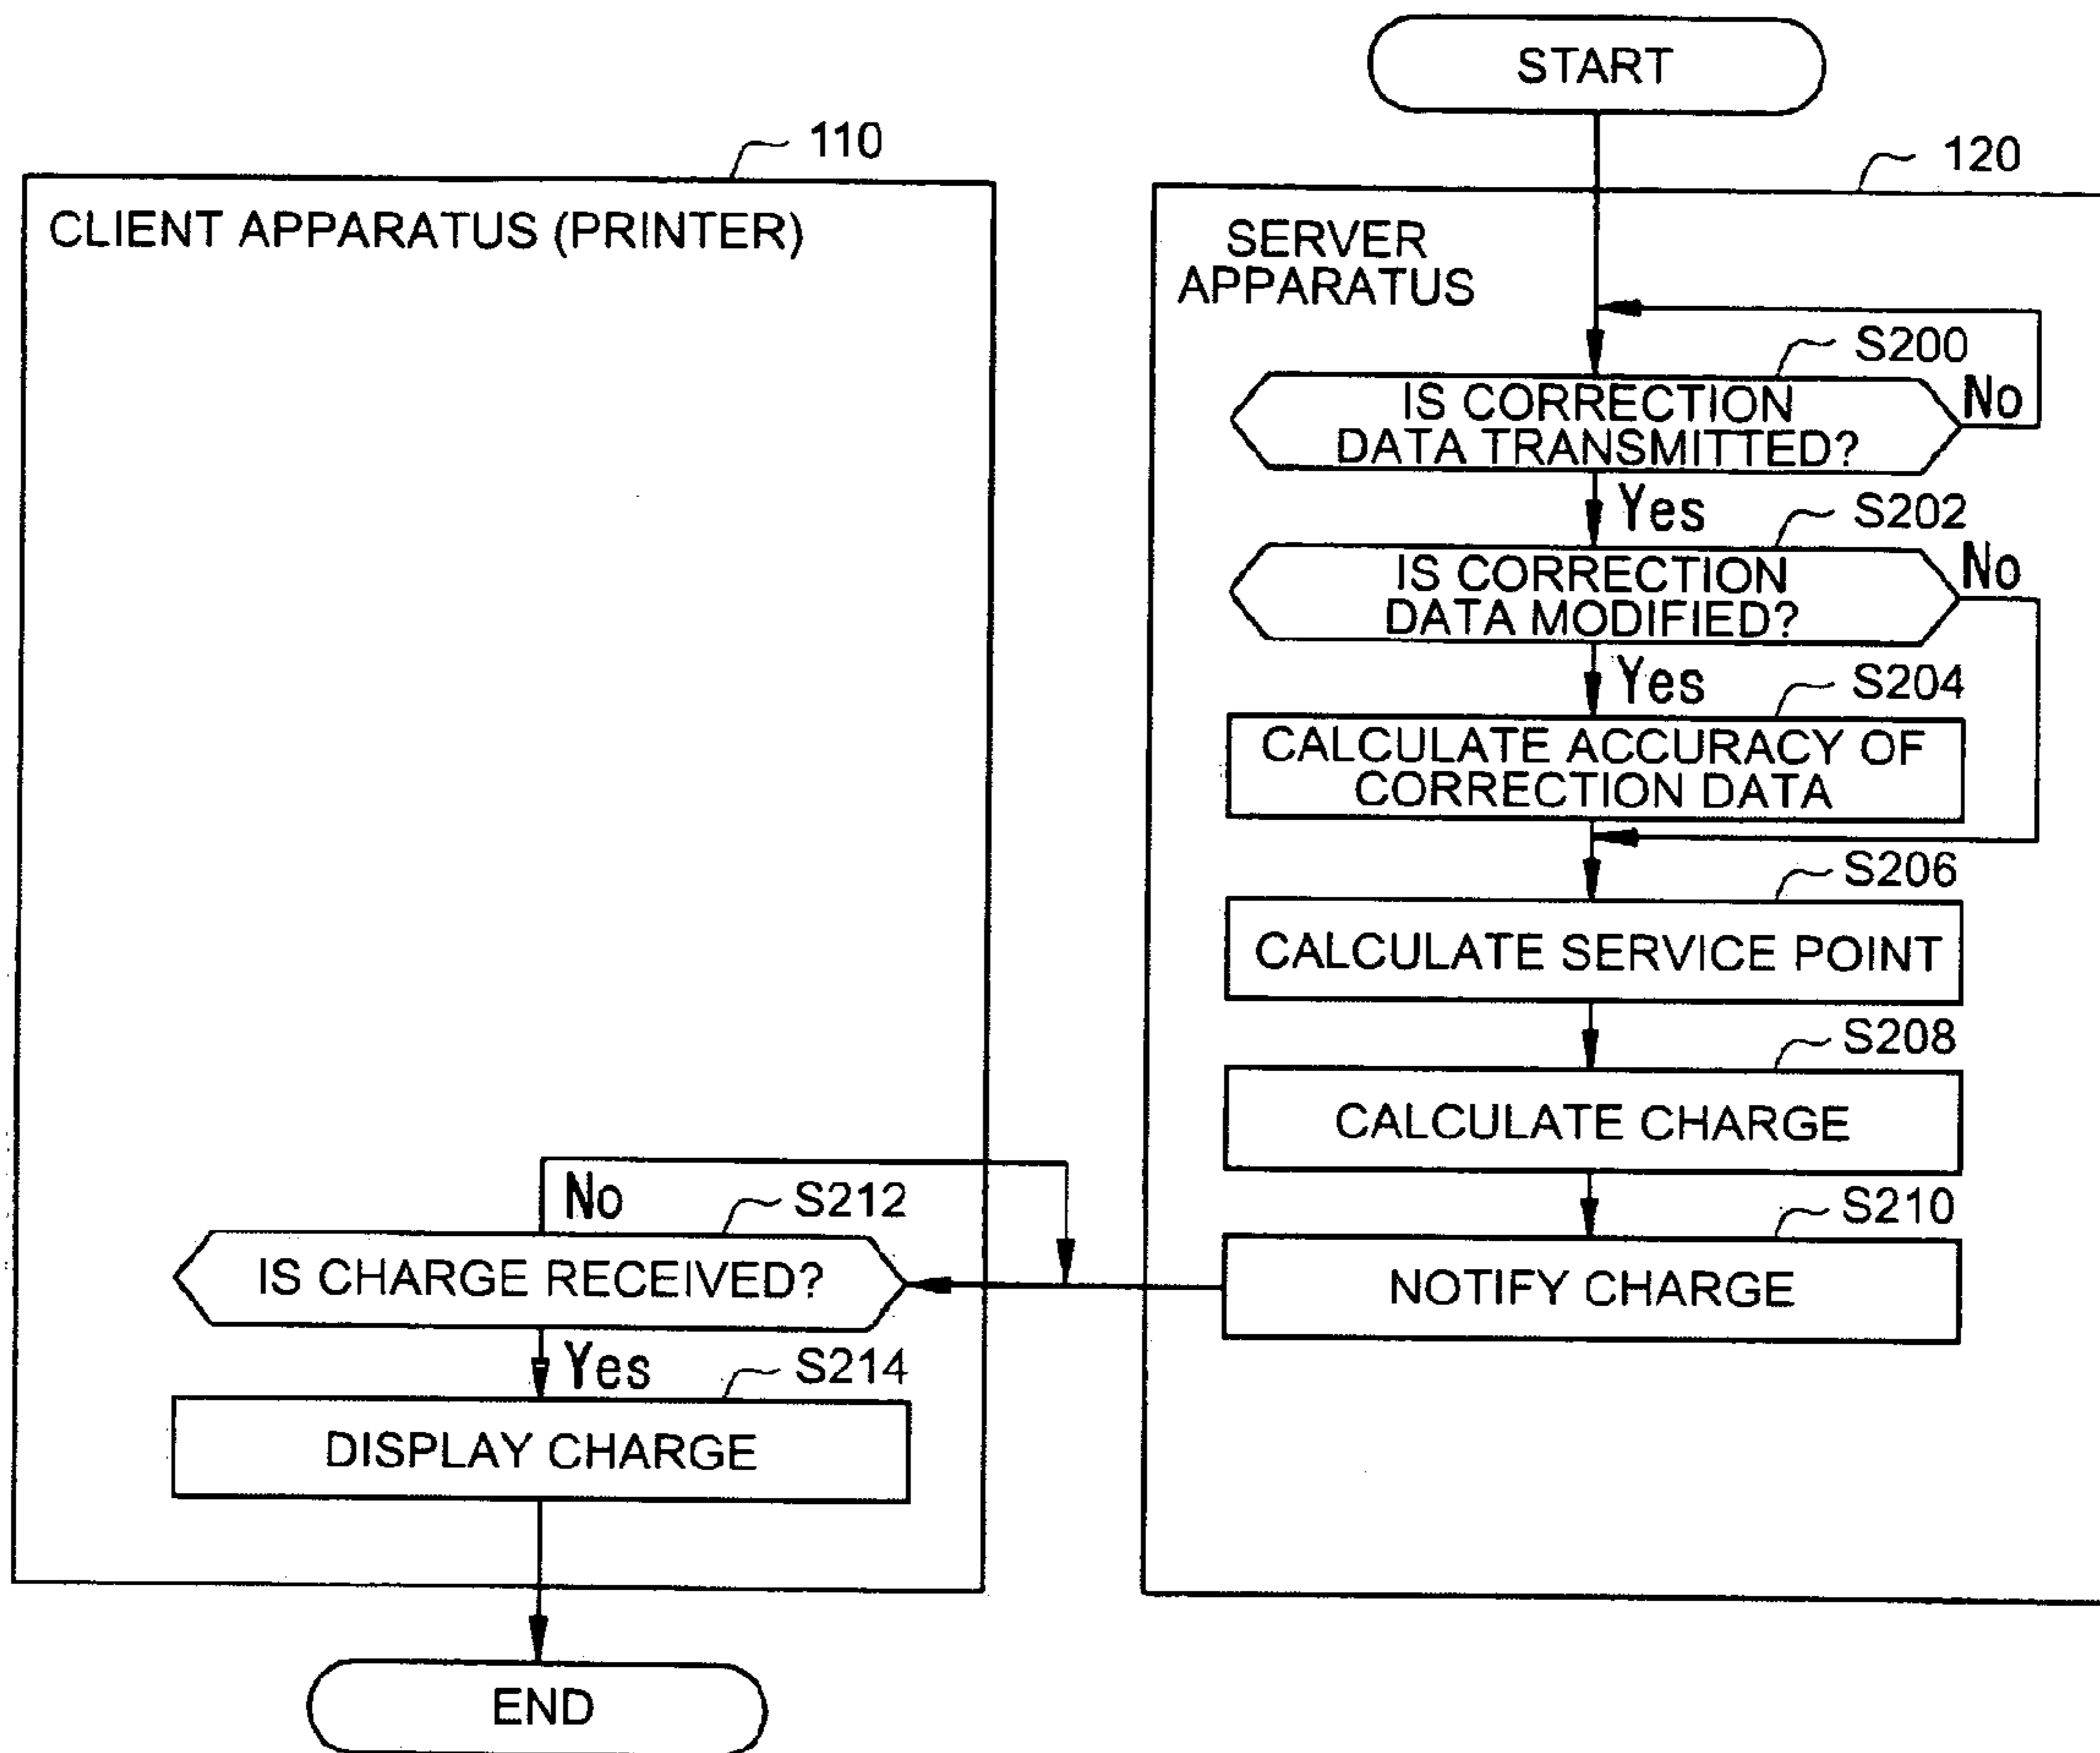 START
110
120
CLIENT APPARATUS (PRINTER)
SERVER
APPARATUS
S200
IS CORRECTION
DATA TRANSMITTED?
No
Yes
S202
IS CORRECTION
DATA MODIFIED?
No
Yes
S204
CALCULATE ACCURACY OF
CORRECTION DATA
S206
CALCULATE SERVICE POINT
S208
CALCULATE CHARGE
S210
NOTIFY CHARGE
No
S212
IS CHARGE RECEIVED?
Yes
S214
DISPLAY CHARGE
END